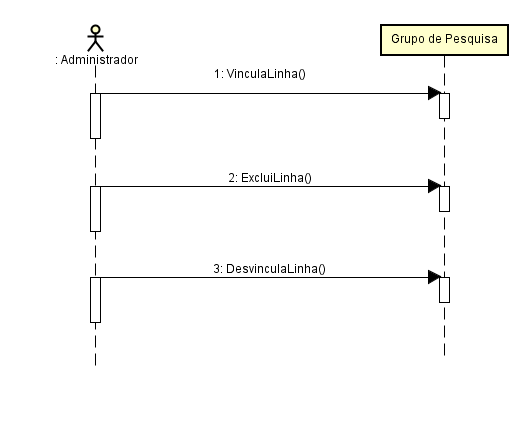 : Administrador
Grupo de Pesquisa
1: VinculaLinha()
2: ExcluiLinha()
3: DesvinculaLinha()